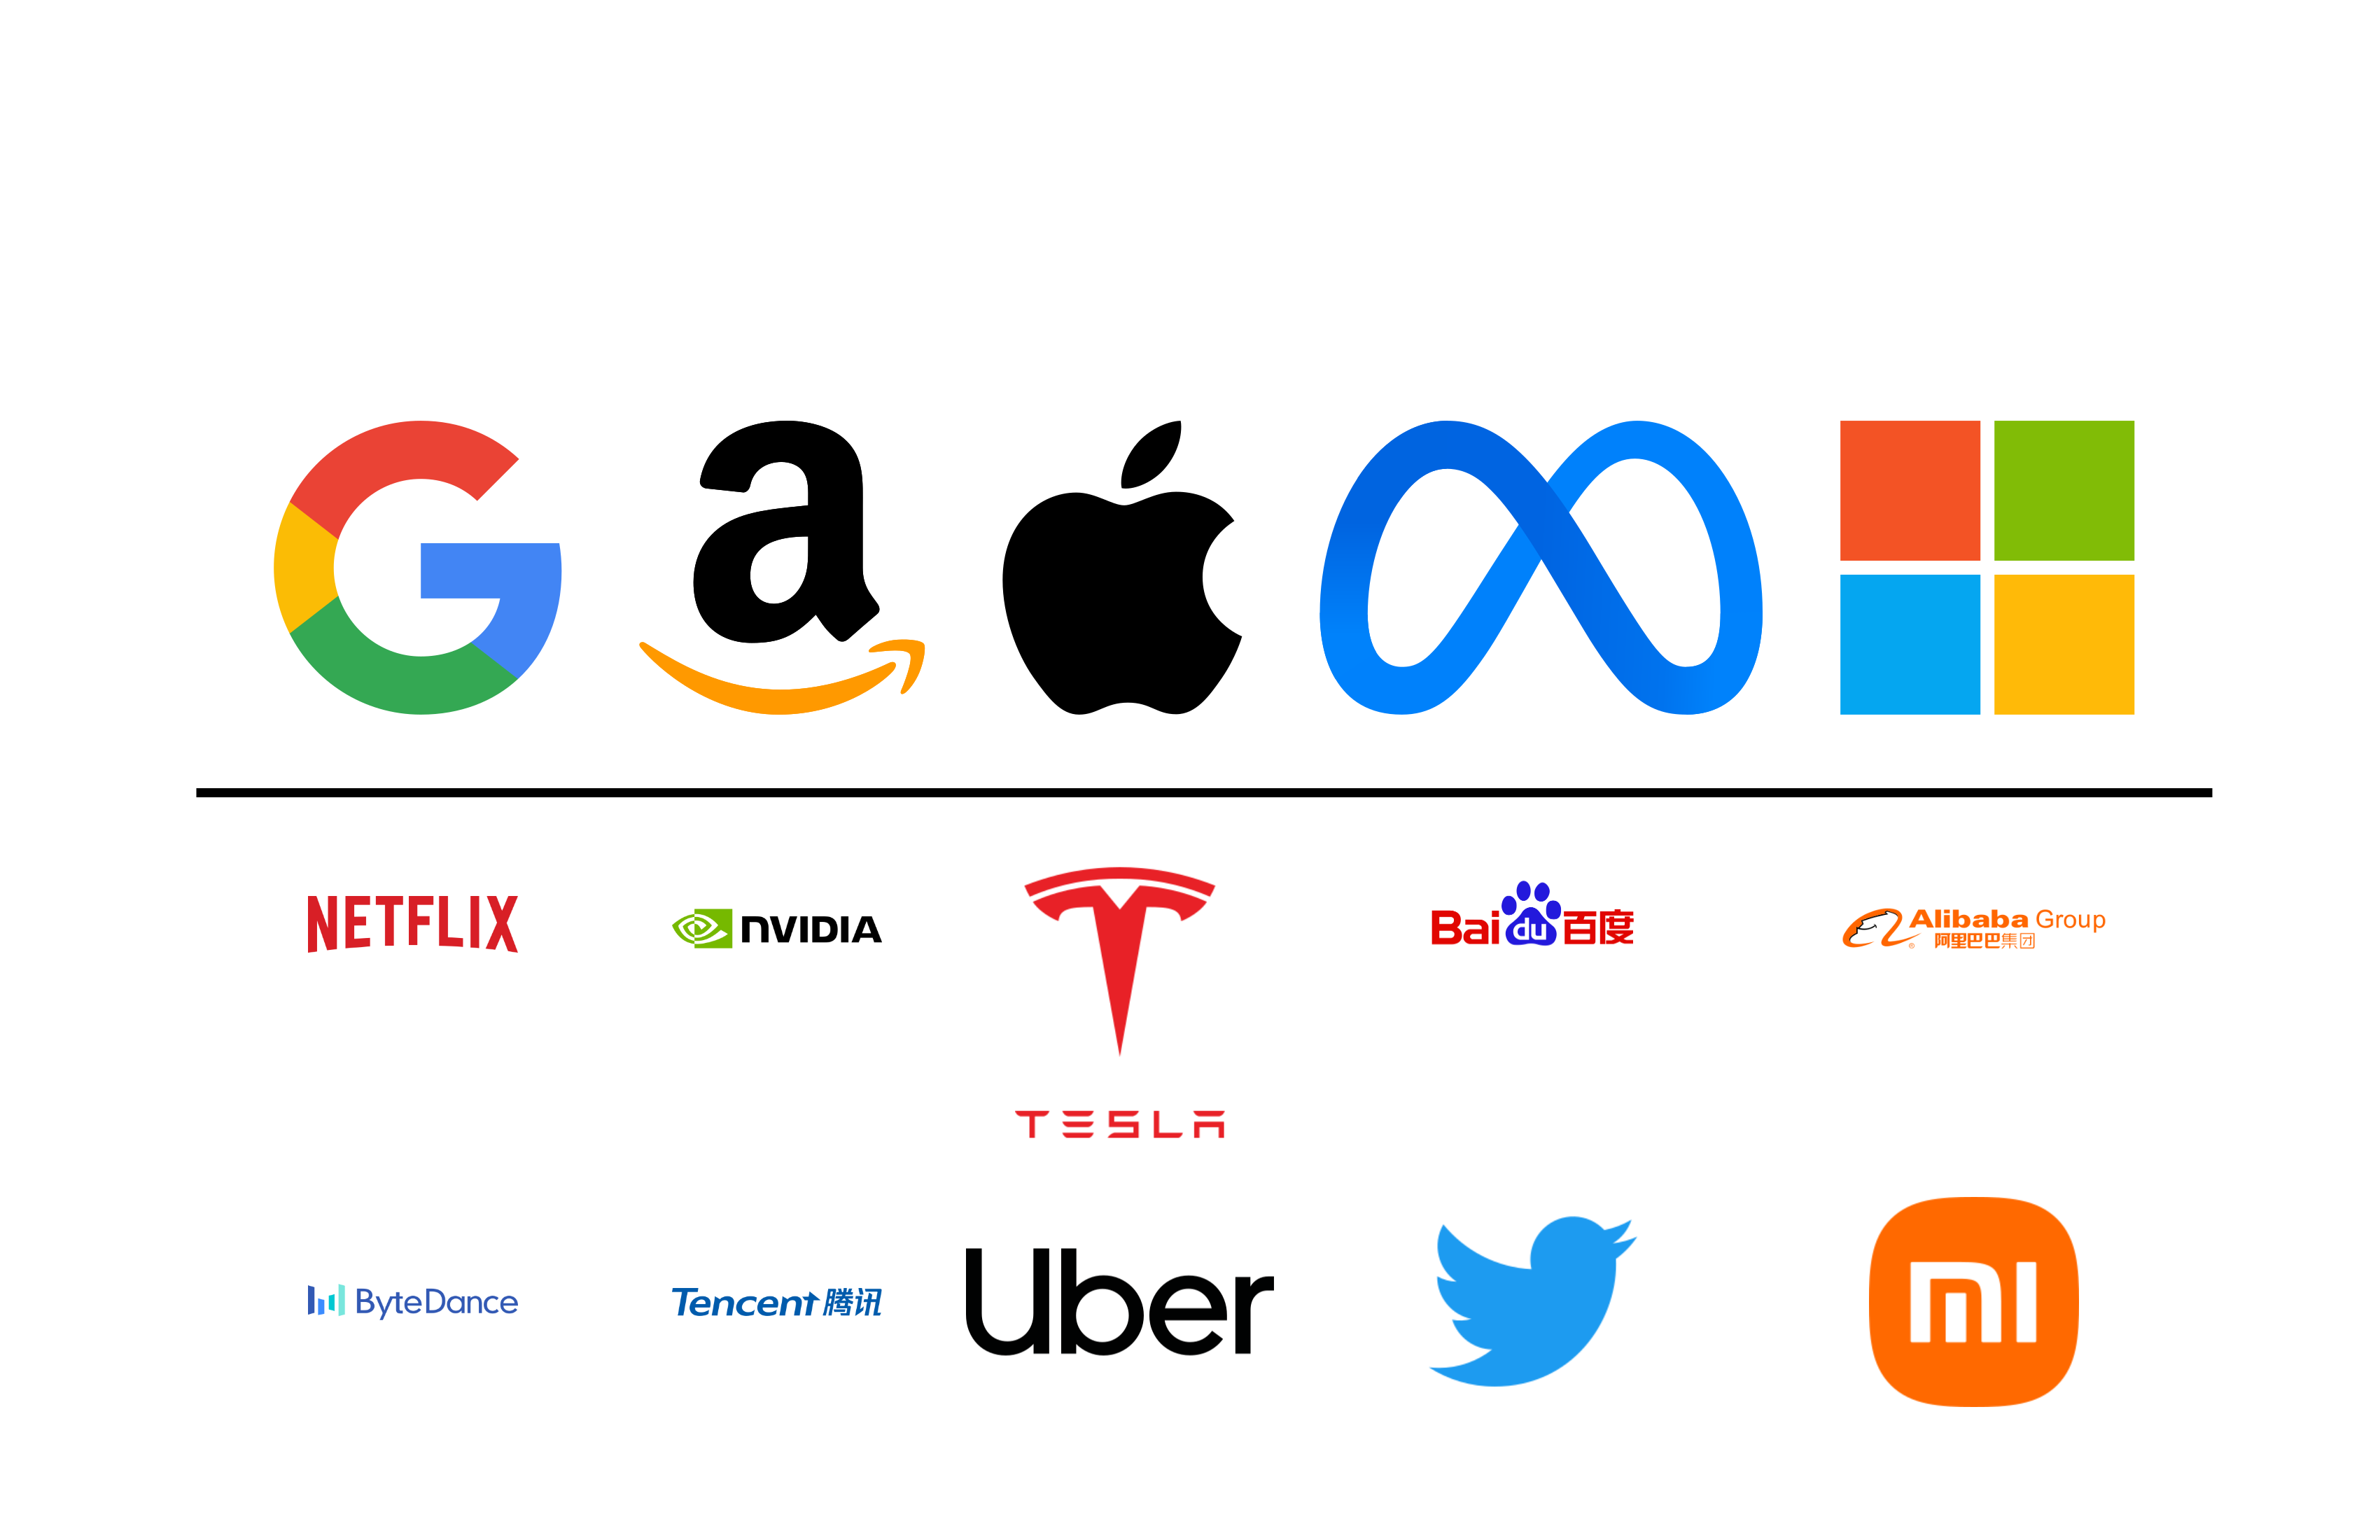 G
a
NETFLIX
nVIDIA
TESLA
Bai du 百度
Alibaba Group
®
阿里巴巴集团
ByteDance
Tencent 腾讯
Uber
mi